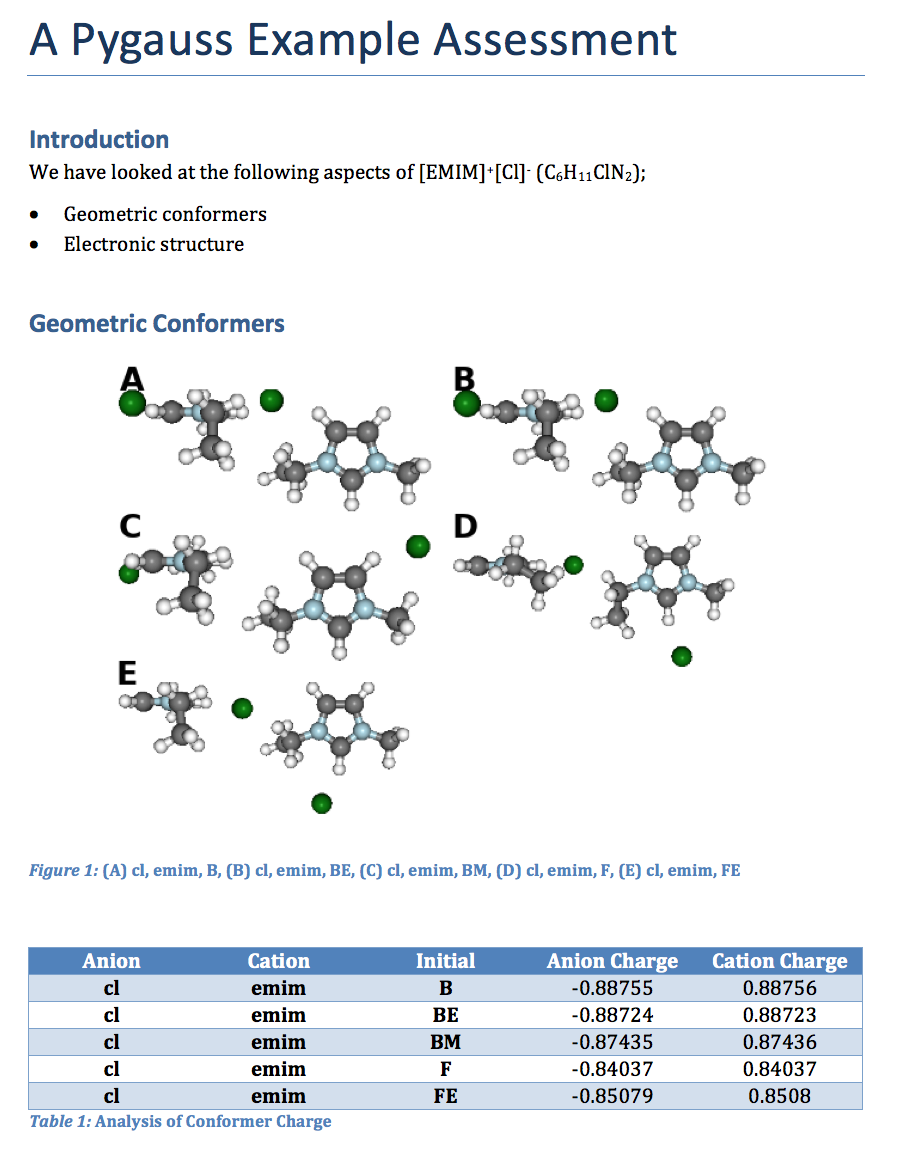 A Pygauss Example Assessment
Introduction
We have looked at the following aspects of [EMIM]⁺[Cl]⁻ (C₆H₁₁ClN₂);
• Geometric conformers
• Electronic structure
Geometric Conformers
A
B
C
D
E
Figure 1: (A) cl, emim, B, (B) cl, emim, BE, (C) cl, emim, BM, (D) cl, emim, F, (E) cl, emim, FE
Anion Cation Initial Anion Charge Cation Charge
cl emim B -0.88755 0.88756
cl emim BE -0.88724 0.88723
cl emim BM -0.87435 0.87436
cl emim F -0.84037 0.84037
cl emim FE -0.85079 0.8508
Table 1: Analysis of Conformer Charge